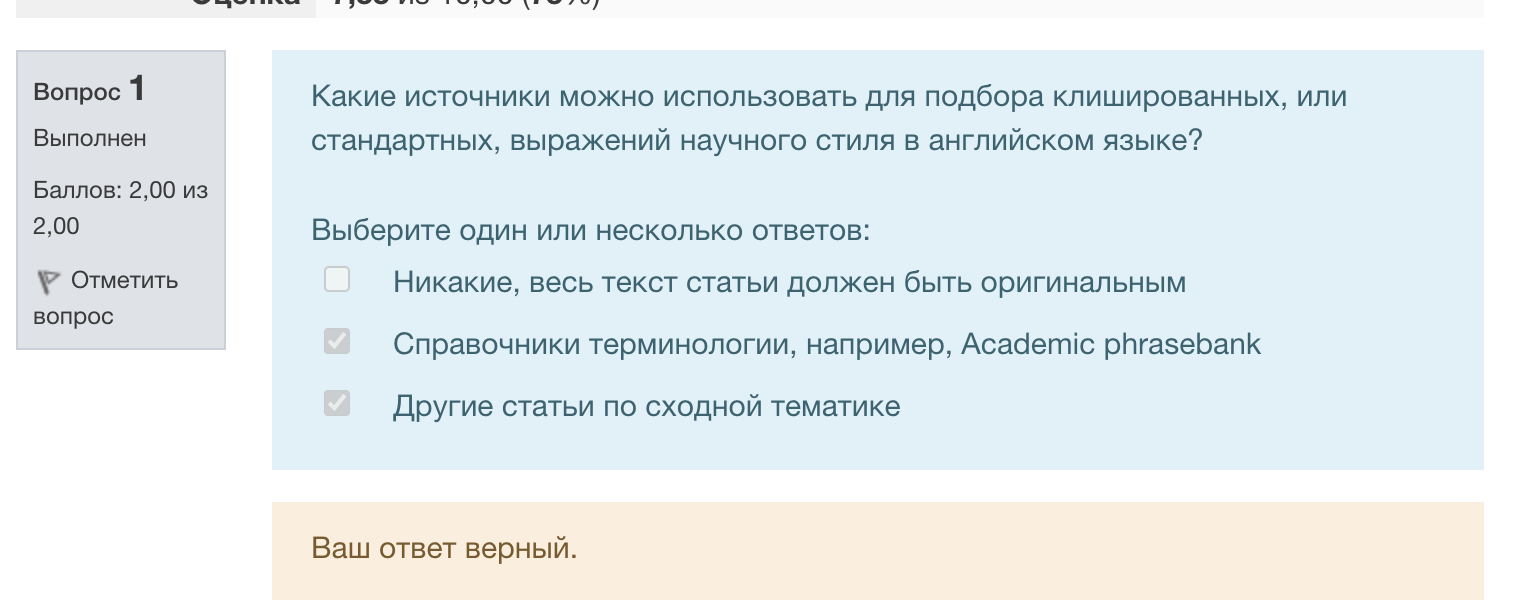 Оценка из
Вопрос 1
Выполнен
Баллов: 2,00 из
2,00
Отметить
вопрос
Какие источники можно использовать для подбора клишированных, или
стандартных, выражений научного стиля в английском языке?
Выберите один или несколько ответов:
Никакие, весь текст статьи должен быть оригинальным
Справочники терминологии, например, Academic phrasebank
Другие статьи по сходной тематике
Ваш ответ верный.